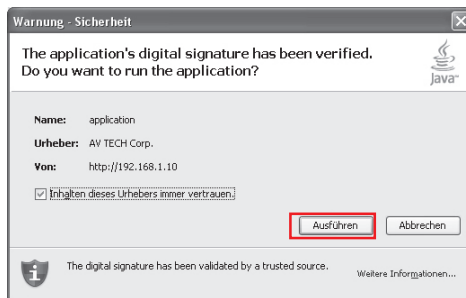 Warnung - Sicherheit
The application's digital signature has been verified.
Do you want to run the application?
Java™
Name: application
Urheber: AV TECH Corp.
Von: http://192.168.1.10
Inhalten dieses Urhebers immer vertrauen.
Ausführen Abbrechen
The digital signature has been validated by a trusted source. Weitere Informationen...